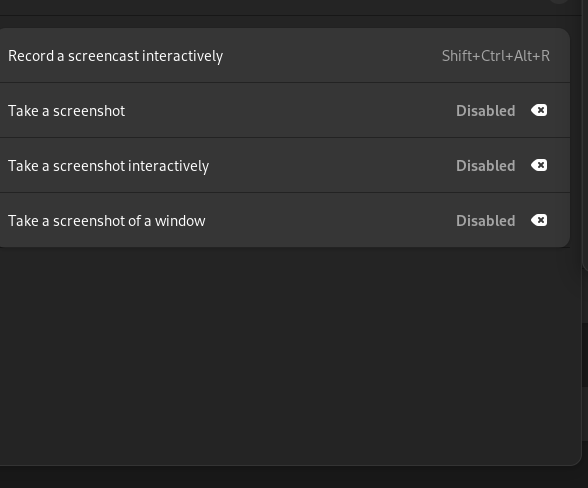 Record a screencast interactively Shift+Ctrl+Alt+R
Take a screenshot Disabled
Take a screenshot interactively Disabled
Take a screenshot of a window Disabled